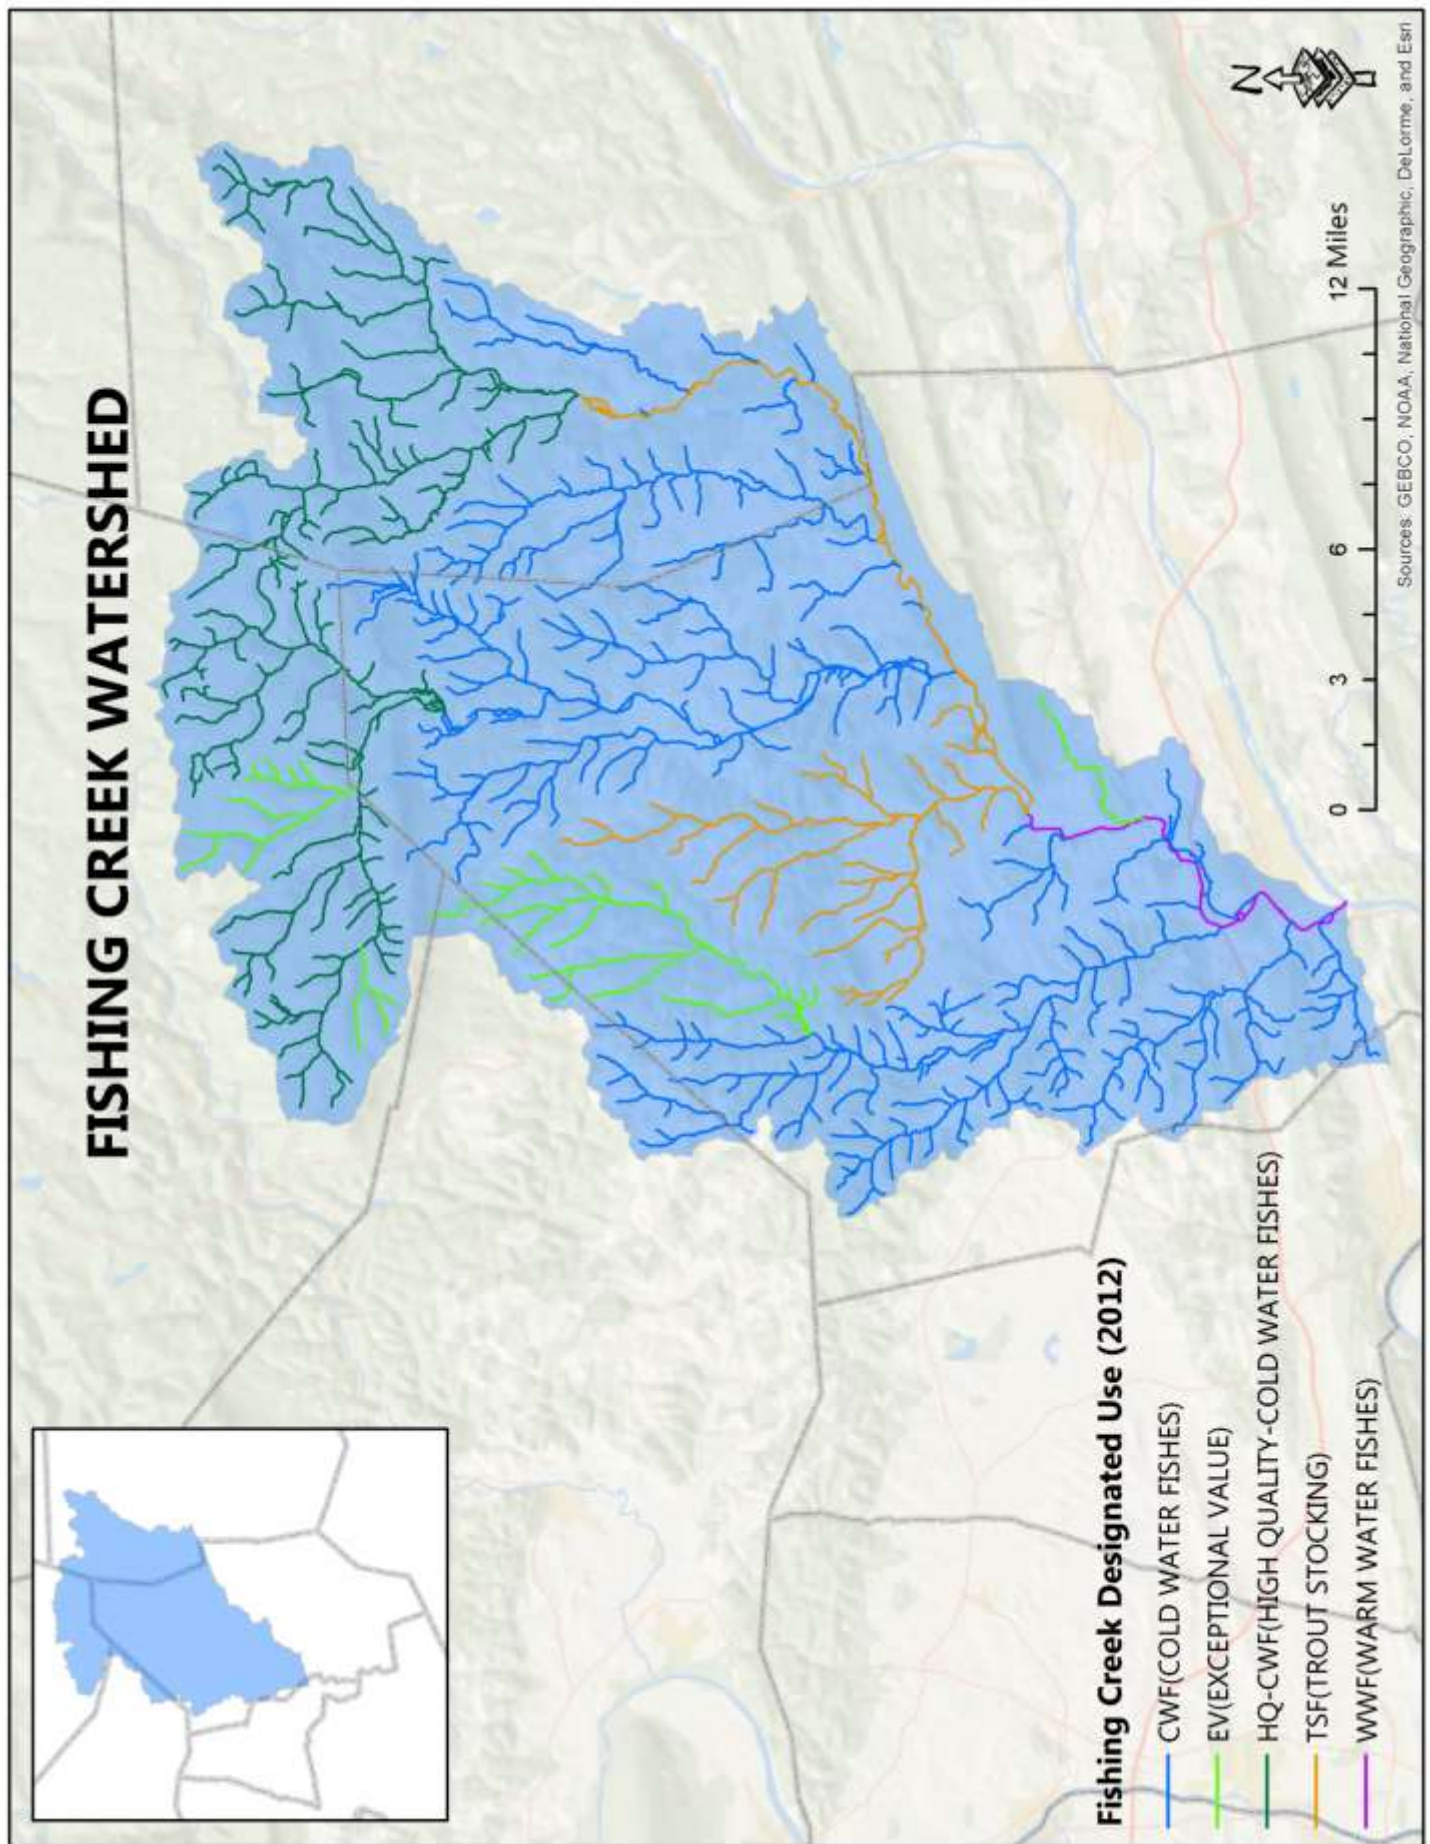 FISHING CREEK WATERSHED
N
Fishing Creek Designated Use (2012)
CWF(COLD WATER FISHES)
EV(EXCEPTIONAL VALUE)
HQ-CWF(HIGH QUALITY-COLD WATER FISHES)
TSF(TROUT STOCKING)
WWF(WARM WATER FISHES)
0 3 6 12 Miles
Sources: GEBCO, NOAA, National Geographic, DeLorme, and Esri